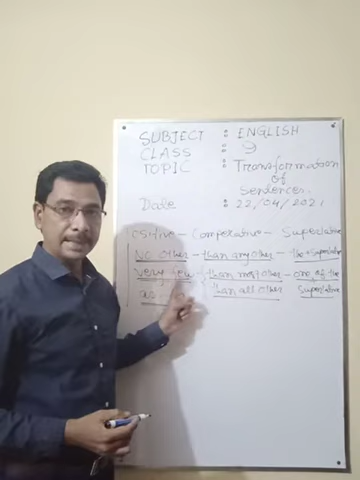 SUBJECT : ENGLISH
CLASS : 9
TOPIC : Transformation
of
Sentences.
Date : 22/04/2021
Positive – Comparative – Superlative
No other – than any other – the + Superlative
very few – than most other – one of the
as than all other Superlative